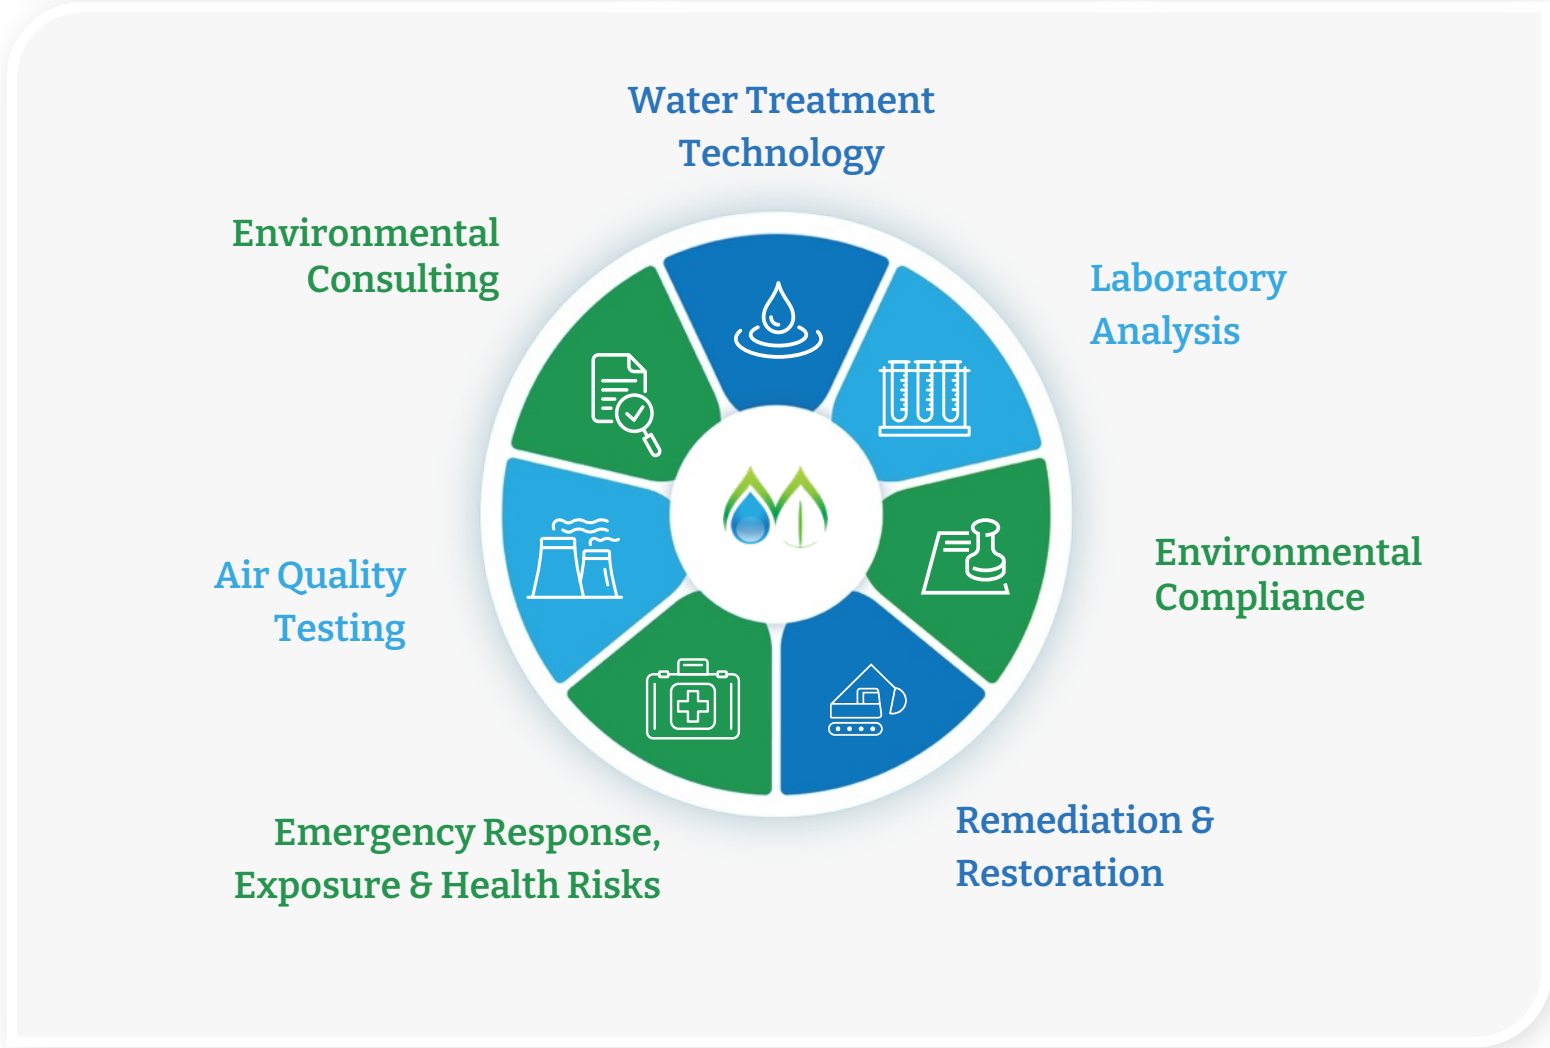 Water Treatment
Technology
Environmental
Consulting
Laboratory
Analysis
Environmental
Compliance
Air Quality
Testing
Remediation &
Restoration
Emergency Response,
Exposure & Health Risks